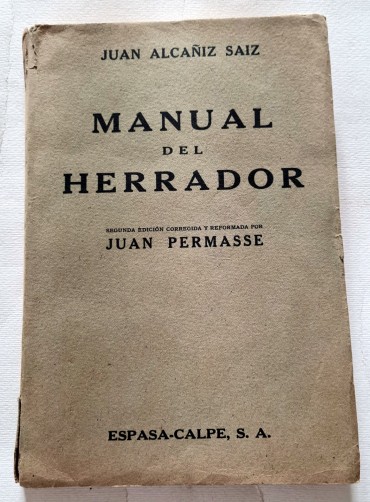 JUAN ALCAÑIZ SAIZ
MANUAL
DEL
HERRADOR
SEGUNDA EDICIÓN CORREGIDA Y REFORMADA POR
JUAN PERMASSE
ESPASA-CALPE, S. A.